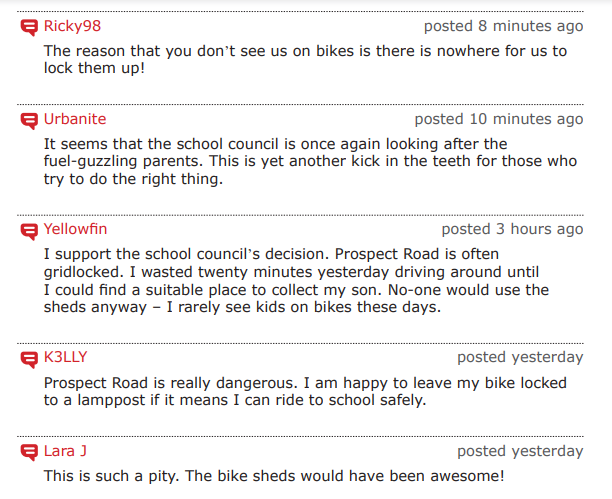 Ricky98 posted 8 minutes ago
The reason that you don’t see us on bikes is there is nowhere for us to
lock them up!
Urbanite posted 10 minutes ago
It seems that the school council is once again looking after the
fuel-guzzling parents. This is yet another kick in the teeth for those who
try to do the right thing.
Yellowfin posted 3 hours ago
I support the school council’s decision. Prospect Road is often
gridlocked. I wasted twenty minutes yesterday driving around until
I could find a suitable place to collect my son. No-one would use the
sheds anyway – I rarely see kids on bikes these days.
K3LLY posted yesterday
Prospect Road is really dangerous. I am happy to leave my bike locked
to a lamppost if it means I can ride to school safely.
Lara J posted yesterday
This is such a pity. The bike sheds would have been awesome!